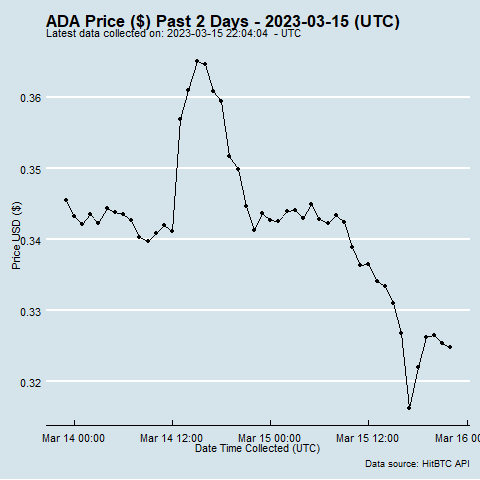 ADA Price ($) Past 2 Days - 2023-03-15 (UTC)
Latest data collected on: 2023-03-15 22:04:04  - UTC
Price USD ($)
0.36
0.35
0.34
0.33
0.32
Mar 14 00:00
Mar 14 12:00
Mar 15 00:00
Mar 15 12:00
Mar 16 0
Date Time Collected (UTC)
Data source: HitBTC API